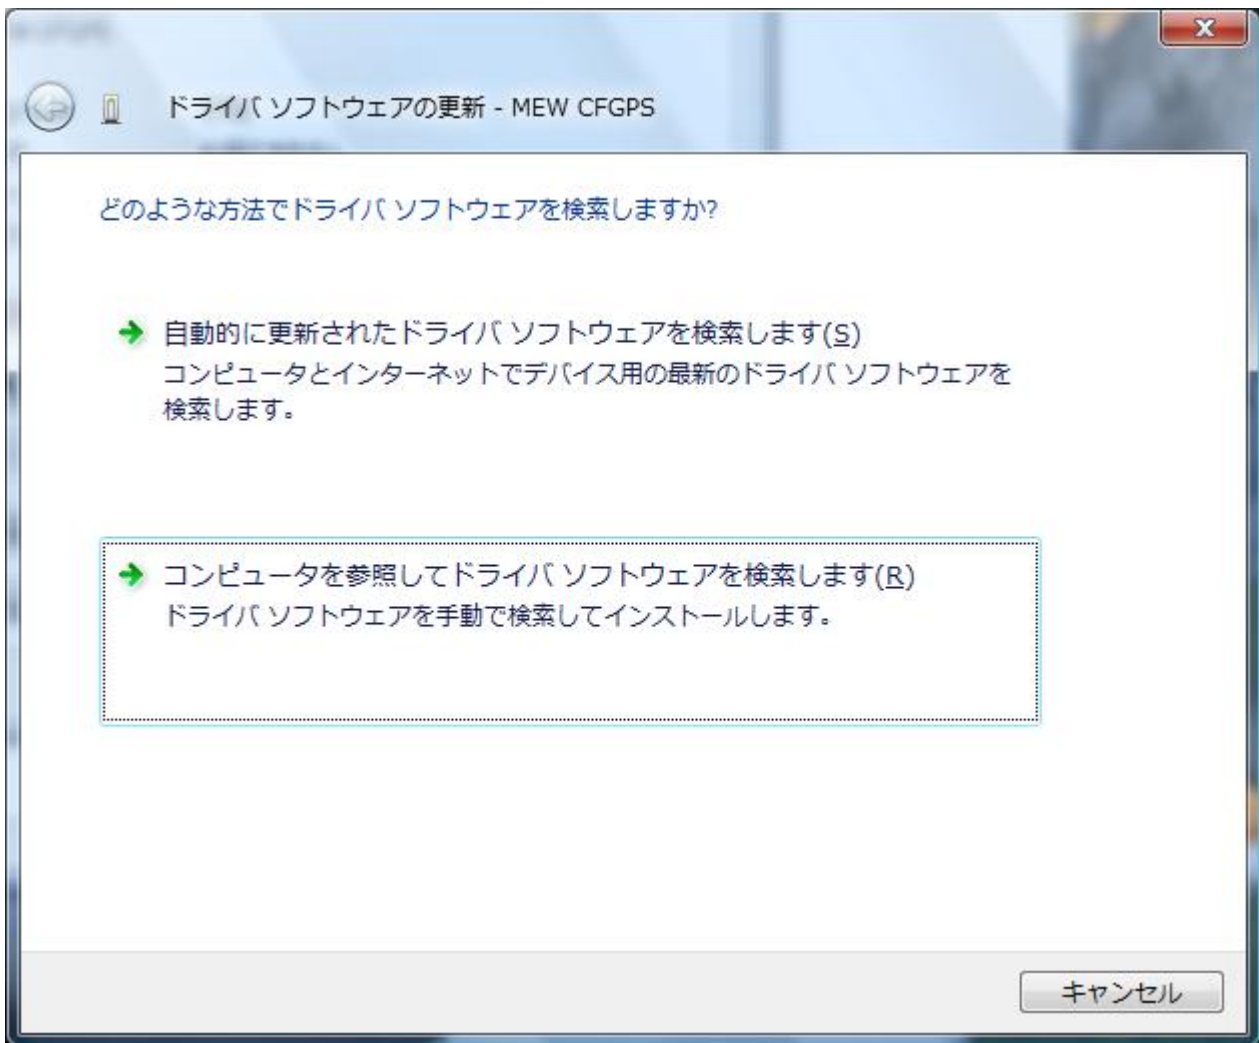 ドライバ ソフトウェアの更新 - MEW CFGPS
どのような方法でドライバ ソフトウェアを検索しますか?
自動的に更新されたドライバ ソフトウェアを検索します(S)
コンピュータとインターネットでデバイス用の最新のドライバ ソフトウェアを
検索します。
コンピュータを参照してドライバ ソフトウェアを検索します(R)
ドライバ ソフトウェアを手動で検索してインストールします。
キャンセル